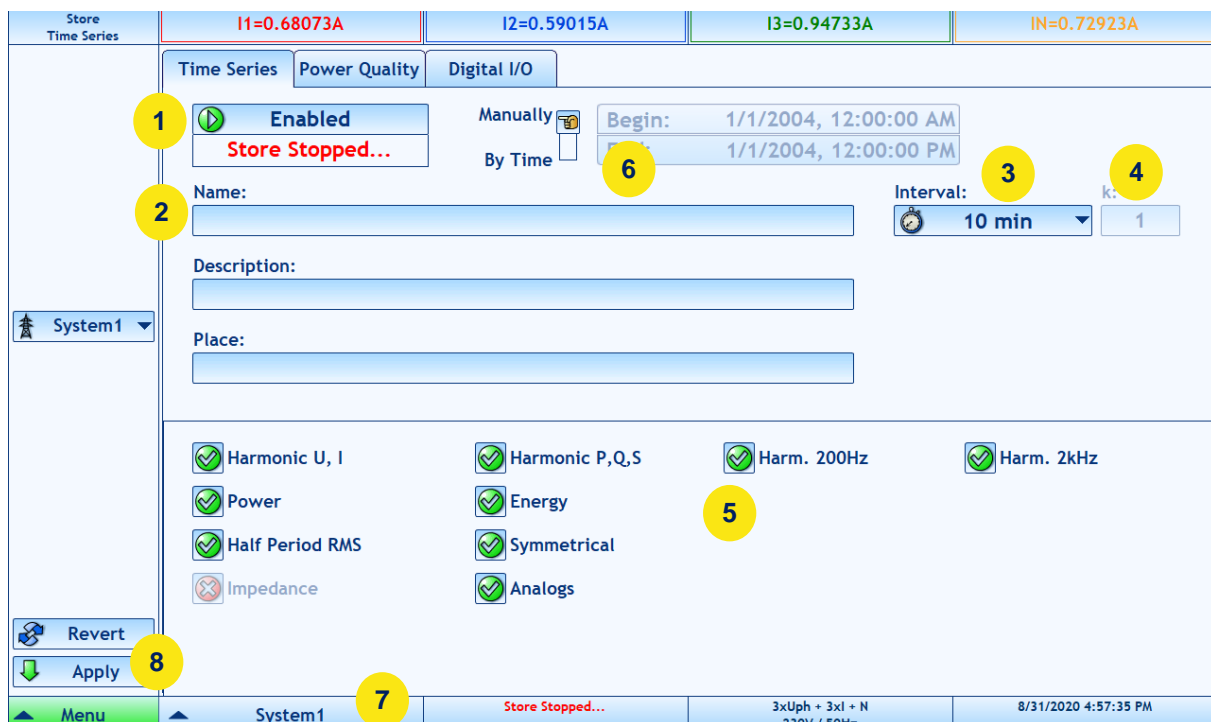 Store
Time Series
I1=0.68073A
I2=0.59015A
I3=0.94733A
IN=0.72923A
Time Series
Power Quality
Digital I/O
1
Enabled
Store Stopped...
Manually
By Time
Begin:
1/1/2004, 12:00:00 AM
1/1/2004, 12:00:00 PM
6
2
Name:
3
Interval:
10 min
4
k:
1
Description:
System1
Place:
Harmonic U, I
Harmonic P,Q,S
Harm. 200Hz
Harm. 2kHz
Power
Energy
5
Half Period RMS
Symmetrical
Impedance
Analogs
Revert
Apply
8
Menu
System1
7
Store Stopped...
3xUph + 3xI + N
230V / 50Hz
8/31/2020 4:57:35 PM